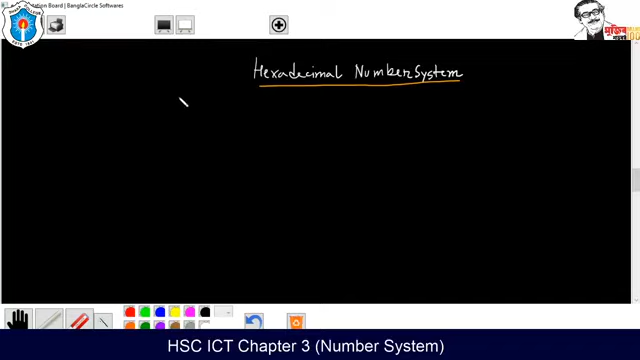 ation Board | BanglaCircle Softwares
Hexadecimal Number System
HSC ICT Chapter 3 (Number System)